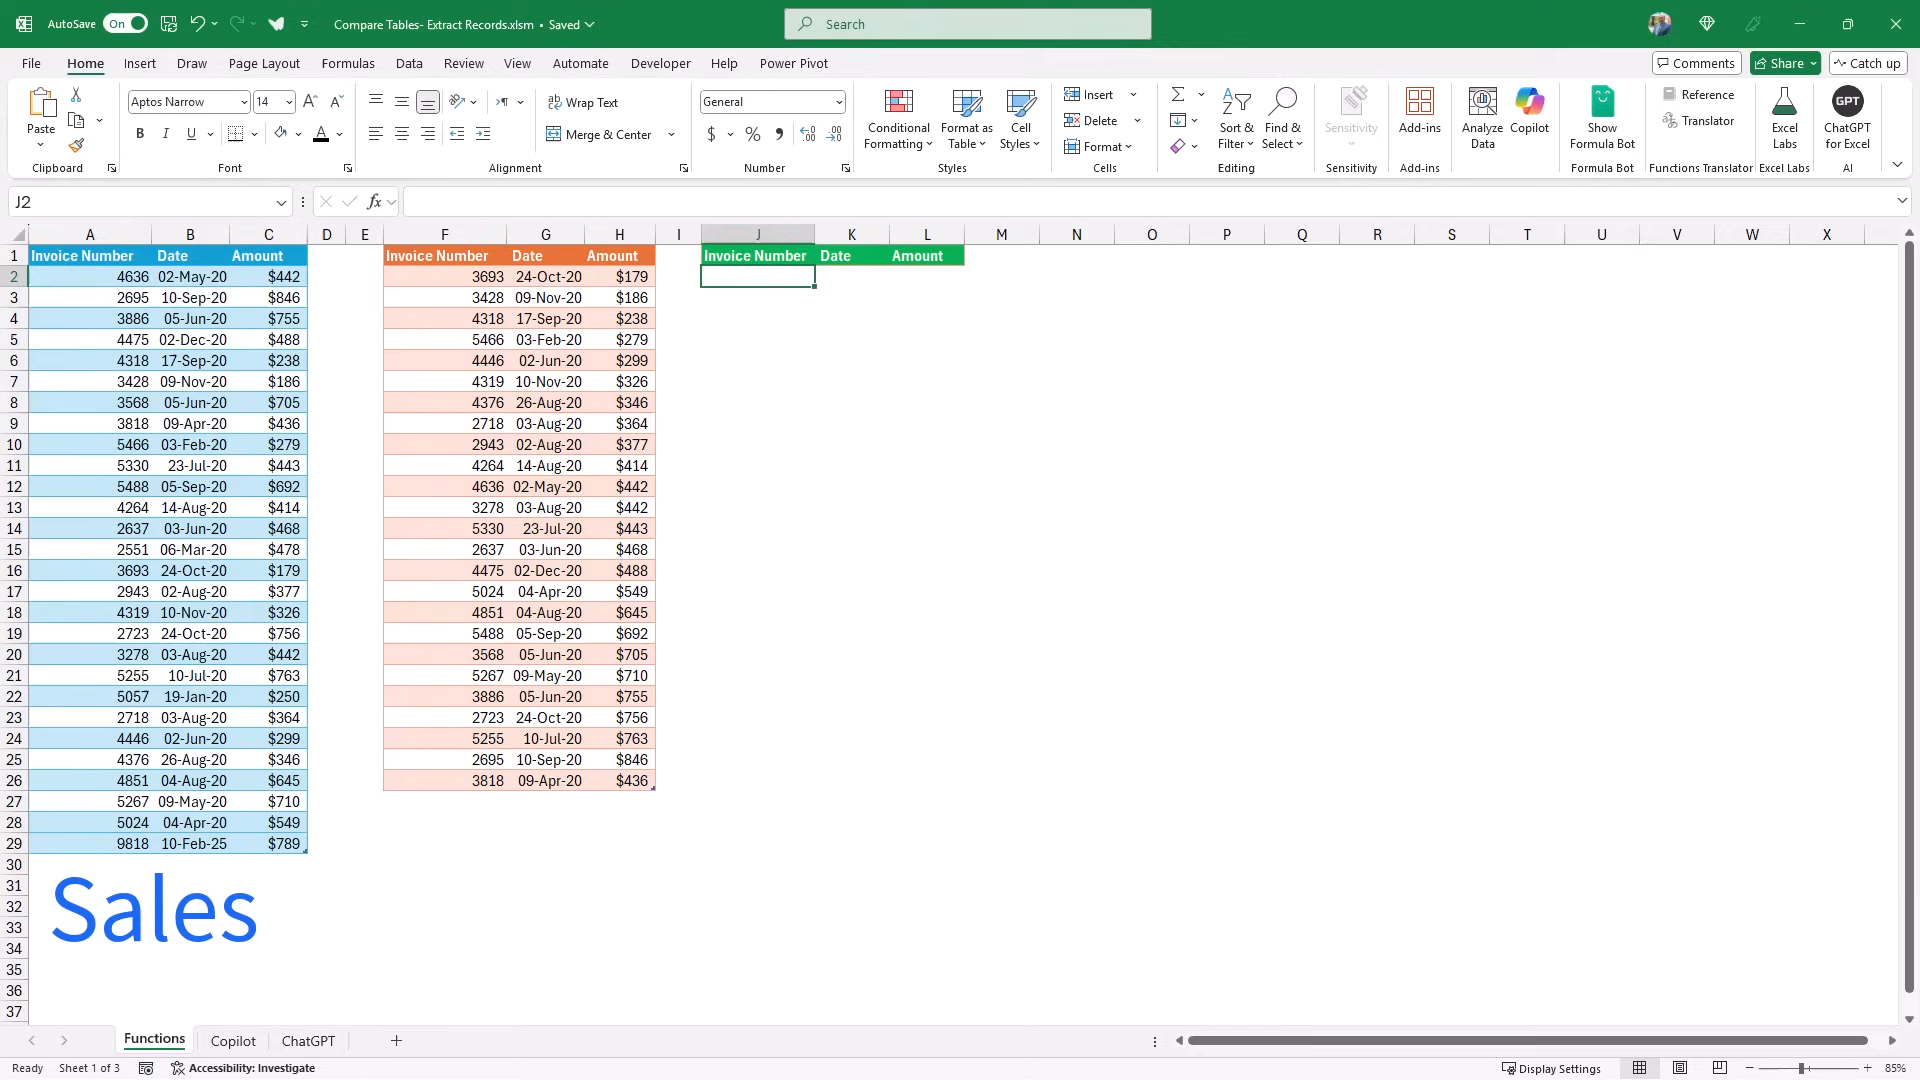 AutoSave On Compare Tables- Extract Records.xlsm • Saved Search
File Home Insert Draw Page Layout Formulas Data Review View Automate Developer Help Power Pivot Comments Share Catch up
Paste Clipboard
Aptos Narrow 14 B I U Font
Wrap Text
Merge & Center
Alignment
General
$ %
Number
Conditional Formatting Format as Table Cell Styles
Styles
Insert
Delete
Format
Cells
Sort & Filter Find & Select
Editing
Sensitivity
Sensitivity
Add-ins
Add-ins
Analyze Data Copilot
Show Formula Bot
Formula Bot
Reference
Translator
Functions Translator
Excel Labs
Excel Labs
GPT
ChatGPT for Excel
AI
J2 fx
A B C D E F G H I J K L M N O P Q R S T U V W X
1 Invoice Number Date Amount Invoice Number Date Amount Invoice Number Date Amount
2 4636 02-May-20 $442 3693 24-Oct-20 $179
3 2695 10-Sep-20 $846 3428 09-Nov-20 $186
4 3886 05-Jun-20 $755 4318 17-Sep-20 $238
5 4475 02-Dec-20 $488 5466 03-Feb-20 $279
6 4318 17-Sep-20 $238 4446 02-Jun-20 $299
7 3428 09-Nov-20 $186 4319 10-Nov-20 $326
8 3568 05-Jun-20 $705 4376 26-Aug-20 $346
9 3818 09-Apr-20 $436 2718 03-Aug-20 $364
10 5466 03-Feb-20 $279 2943 02-Aug-20 $377
11 5330 23-Jul-20 $443 4264 14-Aug-20 $414
12 5488 05-Sep-20 $692 4636 02-May-20 $442
13 4264 14-Aug-20 $414 3278 03-Aug-20 $442
14 2637 03-Jun-20 $468 5330 23-Jul-20 $443
15 2551 06-Mar-20 $478 2637 03-Jun-20 $468
16 3693 24-Oct-20 $179 4475 02-Dec-20 $488
17 2943 02-Aug-20 $377 5024 04-Apr-20 $549
18 4319 10-Nov-20 $326 4851 04-Aug-20 $645
19 2723 24-Oct-20 $756 5488 05-Sep-20 $692
20 3278 03-Aug-20 $442 3568 05-Jun-20 $705
21 5255 10-Jul-20 $763 5267 09-May-20 $710
22 5057 19-Jan-20 $250 3886 05-Jun-20 $755
23 2718 03-Aug-20 $364 2723 24-Oct-20 $756
24 4446 02-Jun-20 $299 5255 10-Jul-20 $763
25 4376 26-Aug-20 $346 2695 10-Sep-20 $846
26 4851 04-Aug-20 $645 3818 09-Apr-20 $436
27 5267 09-May-20 $710
28 5024 04-Apr-20 $549
29 9818 10-Feb-25 $789
30
31
32
33
34
35
36
37
Sales
Functions Copilot ChatGPT
Ready Sheet 1 of 3 Accessibility: Investigate Display Settings 85%